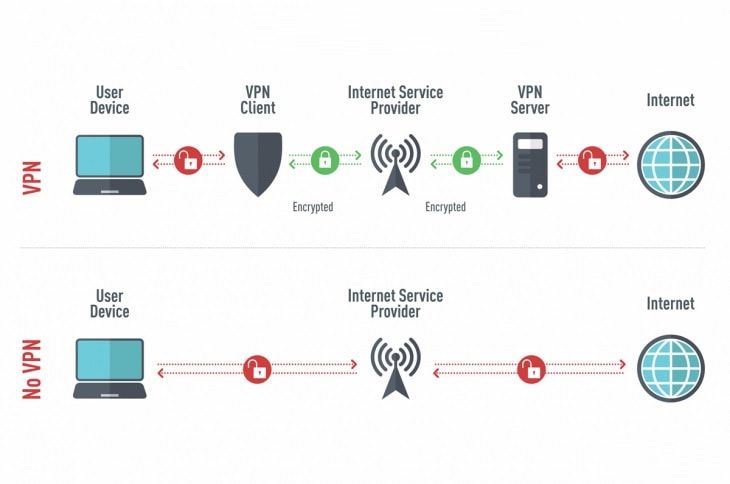 User
Device
VPN
Client
Internet Service
Provider
VPN
Server
Internet
VPN
Encrypted
Encrypted
User
Device
Internet Service
Provider
Internet
No VPN